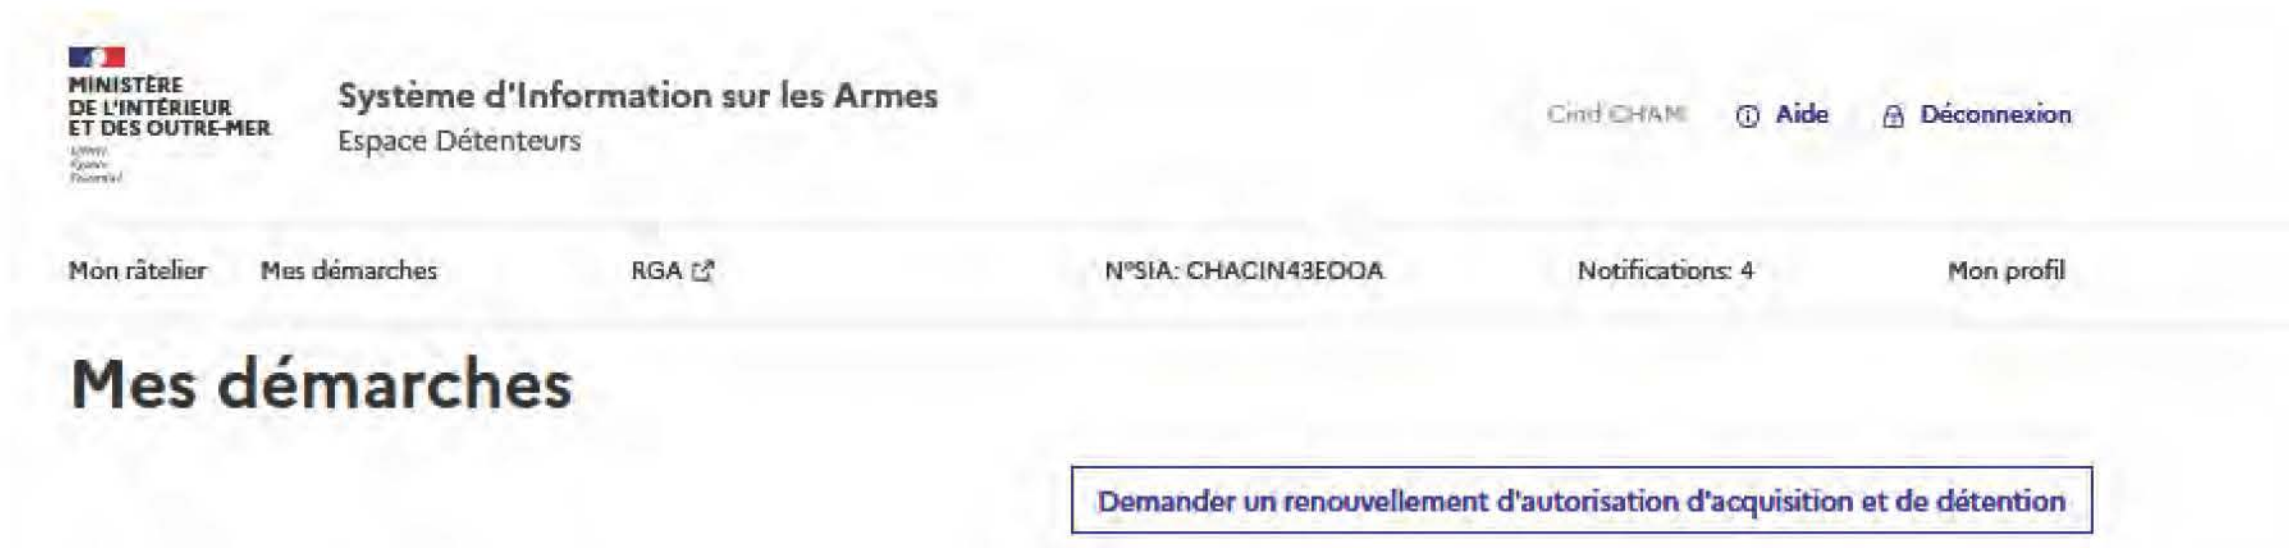 MINISTÈRE
DE L'INTÉRIEUR
ET DES OUTRE-MER
Système d'Information sur les Armes
Espace Détenteurs
CHAM
Aide
Déconnexion
Mon râtelier
Mes démarches
RGA
N°SIA: CHACIN43EOOA
Notifications: 4
Mon profil
Mes démarches
Demander un renouvellement d'autorisation d'acquisition et de détention